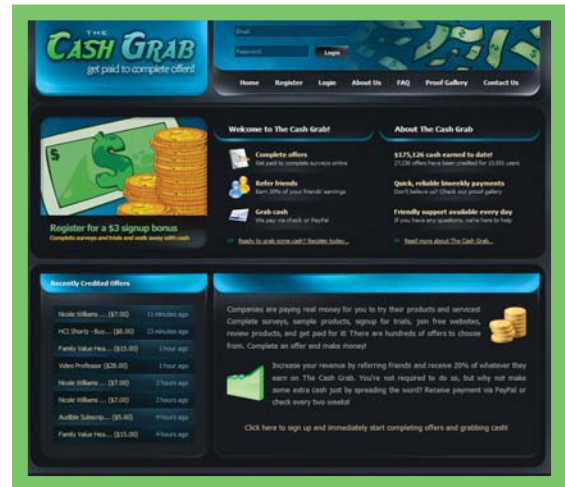 THE
CASH GRAB
get paid to complete offers!
Email
Password
Login
Home Register Login About Us FAQ Proof Gallery Contact Us
Register for a $3 signup bonus
Complete surveys and trials and walk away with cash
Welcome to The Cash Grab!
Complete offers
Get paid to complete surveys online
Refer friends
Earn 20% of your friends' earnings
Grab cash
We pay via check or PayPal
Ready to grab some cash? Register today...
About The Cash Grab
$175,126 cash earned to date!
offers have been credited for users
Quick, reliable biweekly payments
Don't believe us? Check our proof gallery
Friendly support available every day
If you have any questions, we're here to help
Read more about The Cash Grab...
Recently Credited Offers
Nicole Williams ... ($7.00) 11 minutes ago
HCI Shortz - Buy... ($8.00) 15 minutes ago
Family Value Hea... ($15.00) 1 hour ago
Video Professor ($28.00) 1 hour ago
Nicole Williams ... ($7.00) 2 hours ago
Nicole Williams ... ($7.00) 2 hours ago
Audible Subscrip... ($5.60) 4 hours ago
Family Value Hea... ($15.00) 4 hours ago
Companies are paying real money for you to try their products and services!
Complete surveys, sample products, signup for trials, join free websites,
review products, and get paid for it! There are hundreds of offers to choose
from. Complete an offer and make money!
Increase your revenue by referring friends and receive 20% of whatever they
earn on The Cash Grab. You're not required to do so, but why not make
some extra cash just by spreading the word? Receive payment via PayPal or
check every two weeks!
Click here to sign up and immediately start completing offers and grabbing cash!